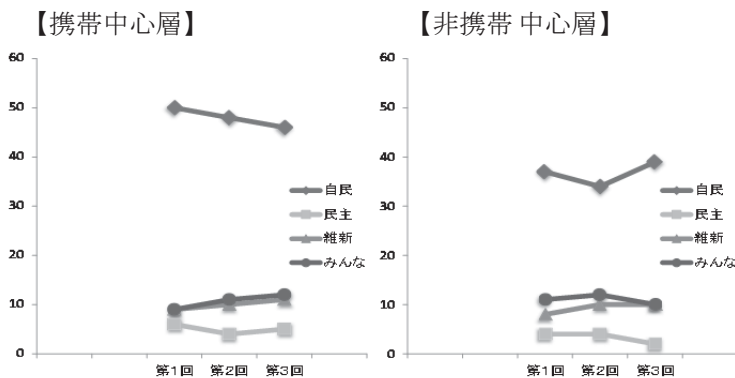 【携帯中心層】
60
50
40
30
20
10
0
自民
民主
維新
みんな
第1回 第2回 第3回
【非携帯 中心 層】
60
50
40
30
20
10
0
自民
民主
維新
みんな
第1回 第2回 第3回